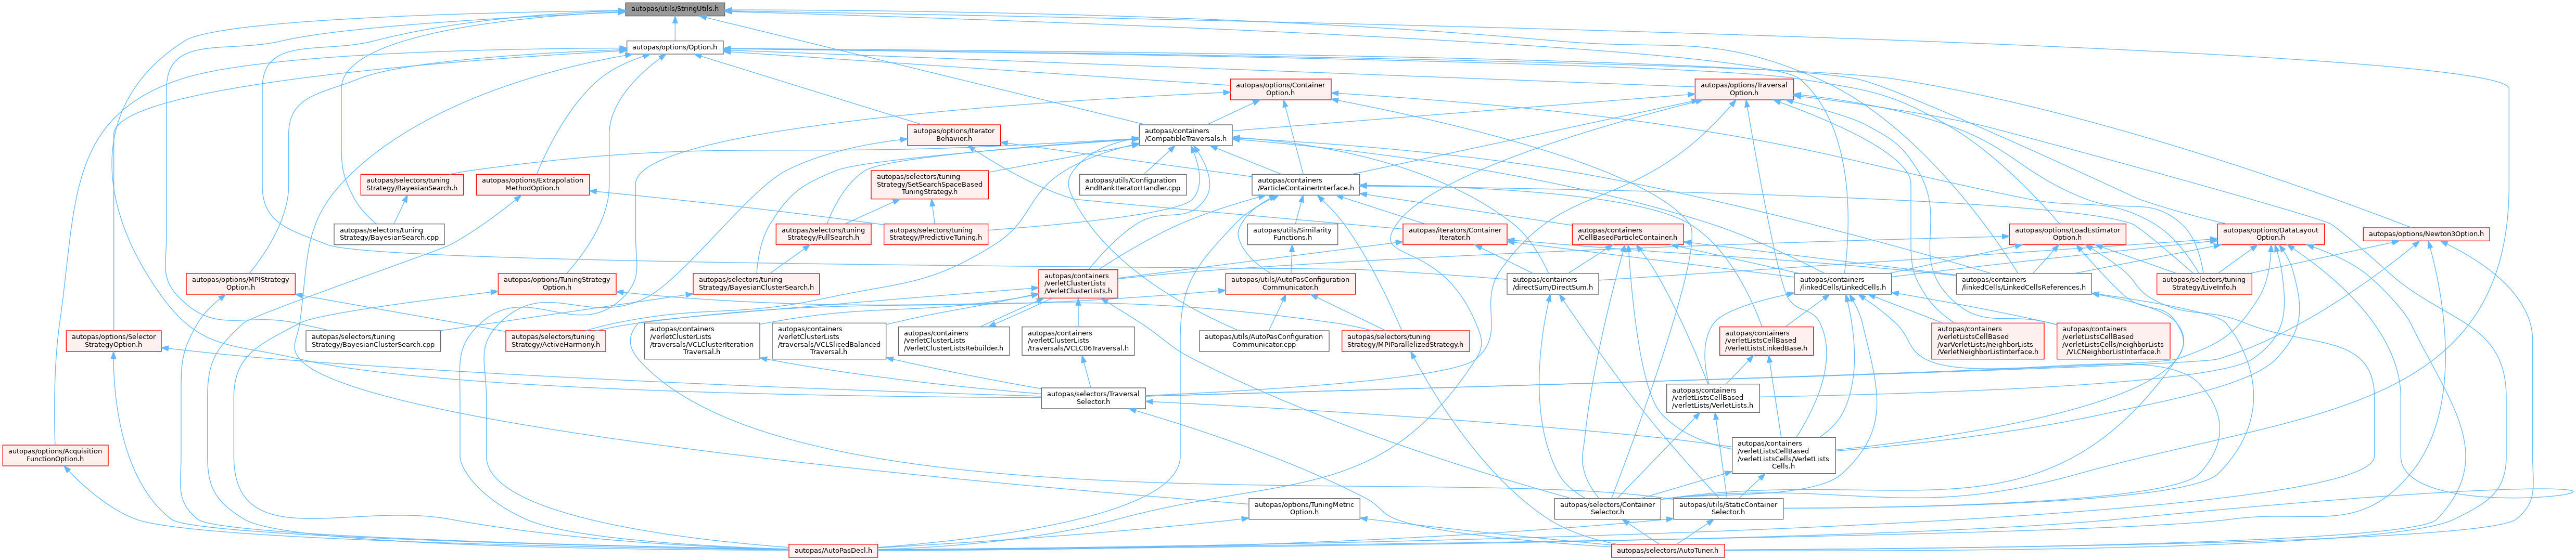 autopas/utils/StringUtils.h
autopas/options/Option.h
autopas/options/Container
Option.h
autopas/options/Traversal
Option.h
autopas/options/Iterator
Behavior.h
autopas/containers
/CompatibleTraversals.h
autopas/selectors/tuning
Strategy/BayesianSearch.h
autopas/options/Extrapolation
MethodOption.h
autopas/selectors/tuning
Strategy/SetSearchSpaceBased
TuningStrategy.h
autopas/utils/Configuration
AndRankIteratorHandler.cpp
autopas/containers
/ParticleContainerInterface.h
autopas/selectors/tuning
Strategy/BayesianSearch.cpp
autopas/selectors/tuning
Strategy/FullSearch.h
autopas/selectors/tuning
Strategy/PredictiveTuning.h
autopas/utils/Similarity
Functions.h
autopas/iterators/Container
Iterator.h
autopas/containers
/CellBasedParticleContainer.h
autopas/options/LoadEstimator
Option.h
autopas/options/DataLayout
Option.h
autopas/options/Newton3Option.h
autopas/options/MPIStrategy
Option.h
autopas/options/TuningStrategy
Option.h
autopas/selectors/tuning
Strategy/BayesianClusterSearch.h
autopas/containers
/verletClusterLists
/VerletClusterLists.h
autopas/utils/AutoPasConfiguration
Communicator.h
autopas/containers
/directSum/DirectSum.h
autopas/containers
/linkedCells/LinkedCells.h
autopas/containers
/linkedCells/LinkedCellsReferences.h
autopas/selectors/tuning
Strategy/LiveInfo.h
autopas/options/Selector
StrategyOption.h
autopas/selectors/tuning
Strategy/BayesianClusterSearch.cpp
autopas/selectors/tuning
Strategy/ActiveHarmony.h
autopas/containers
/verletClusterLists
/traversals/VCLClusterIteration
Traversal.h
autopas/containers
/verletClusterLists
/traversals/VCLSlicedBalanced
Traversal.h
autopas/containers
/verletClusterLists
/VerletClusterListsRebuilder.h
autopas/containers
/verletClusterLists
/traversals/VCLC06Traversal.h
autopas/utils/AutoPasConfiguration
Communicator.cpp
autopas/selectors/tuning
Strategy/MPIParallelizedStrategy.h
autopas/containers
/verletListsCellBased
/VerletListsLinkedBase.h
autopas/containers
/verletListsCellBased
/varVerletLists/neighborLists
/VerletNeighborListInterface.h
autopas/containers
/verletListsCellBased
/verletListsCells/neighborLists
/VLCNeighborListInterface.h
autopas/selectors/Traversal
Selector.h
autopas/containers
/verletListsCellBased
/verletLists/VerletLists.h
autopas/options/Acquisition
FunctionOption.h
autopas/containers
/verletListsCellBased
/verletListsCells/VerletLists
Cells.h
autopas/options/TuningMetric
Option.h
autopas/selectors/Container
Selector.h
autopas/utils/StaticContainer
Selector.h
autopas/AutoPasDecl.h
autopas/selectors/AutoTuner.h